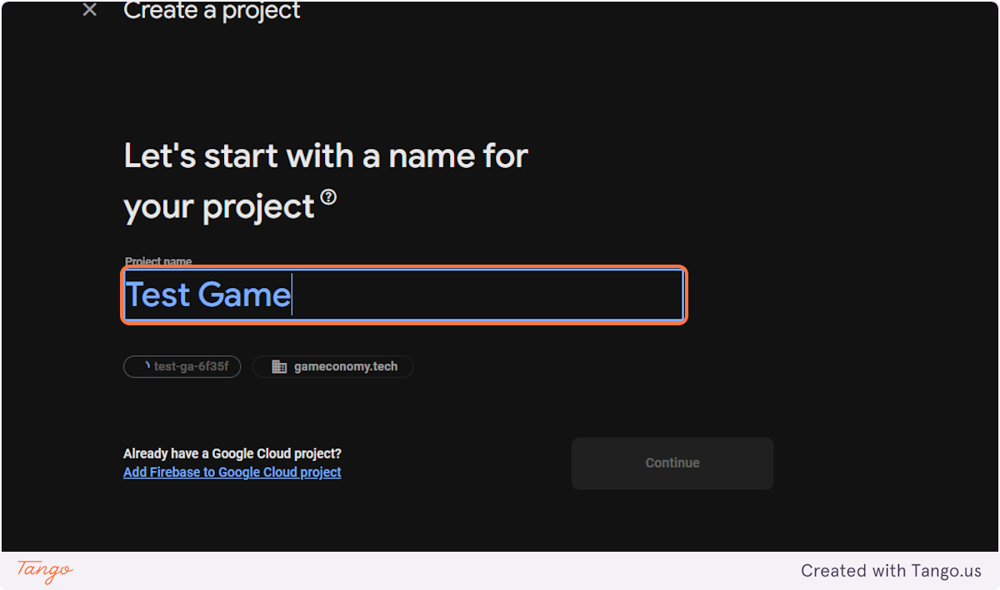 Create a project
Let's start with a name for
your project
Project name
Test Game
test-ga-6f35f
gameconomy.tech
Already have a Google Cloud project?
Add Firebase to Google Cloud project
Continue
Tango
Created with Tango.us